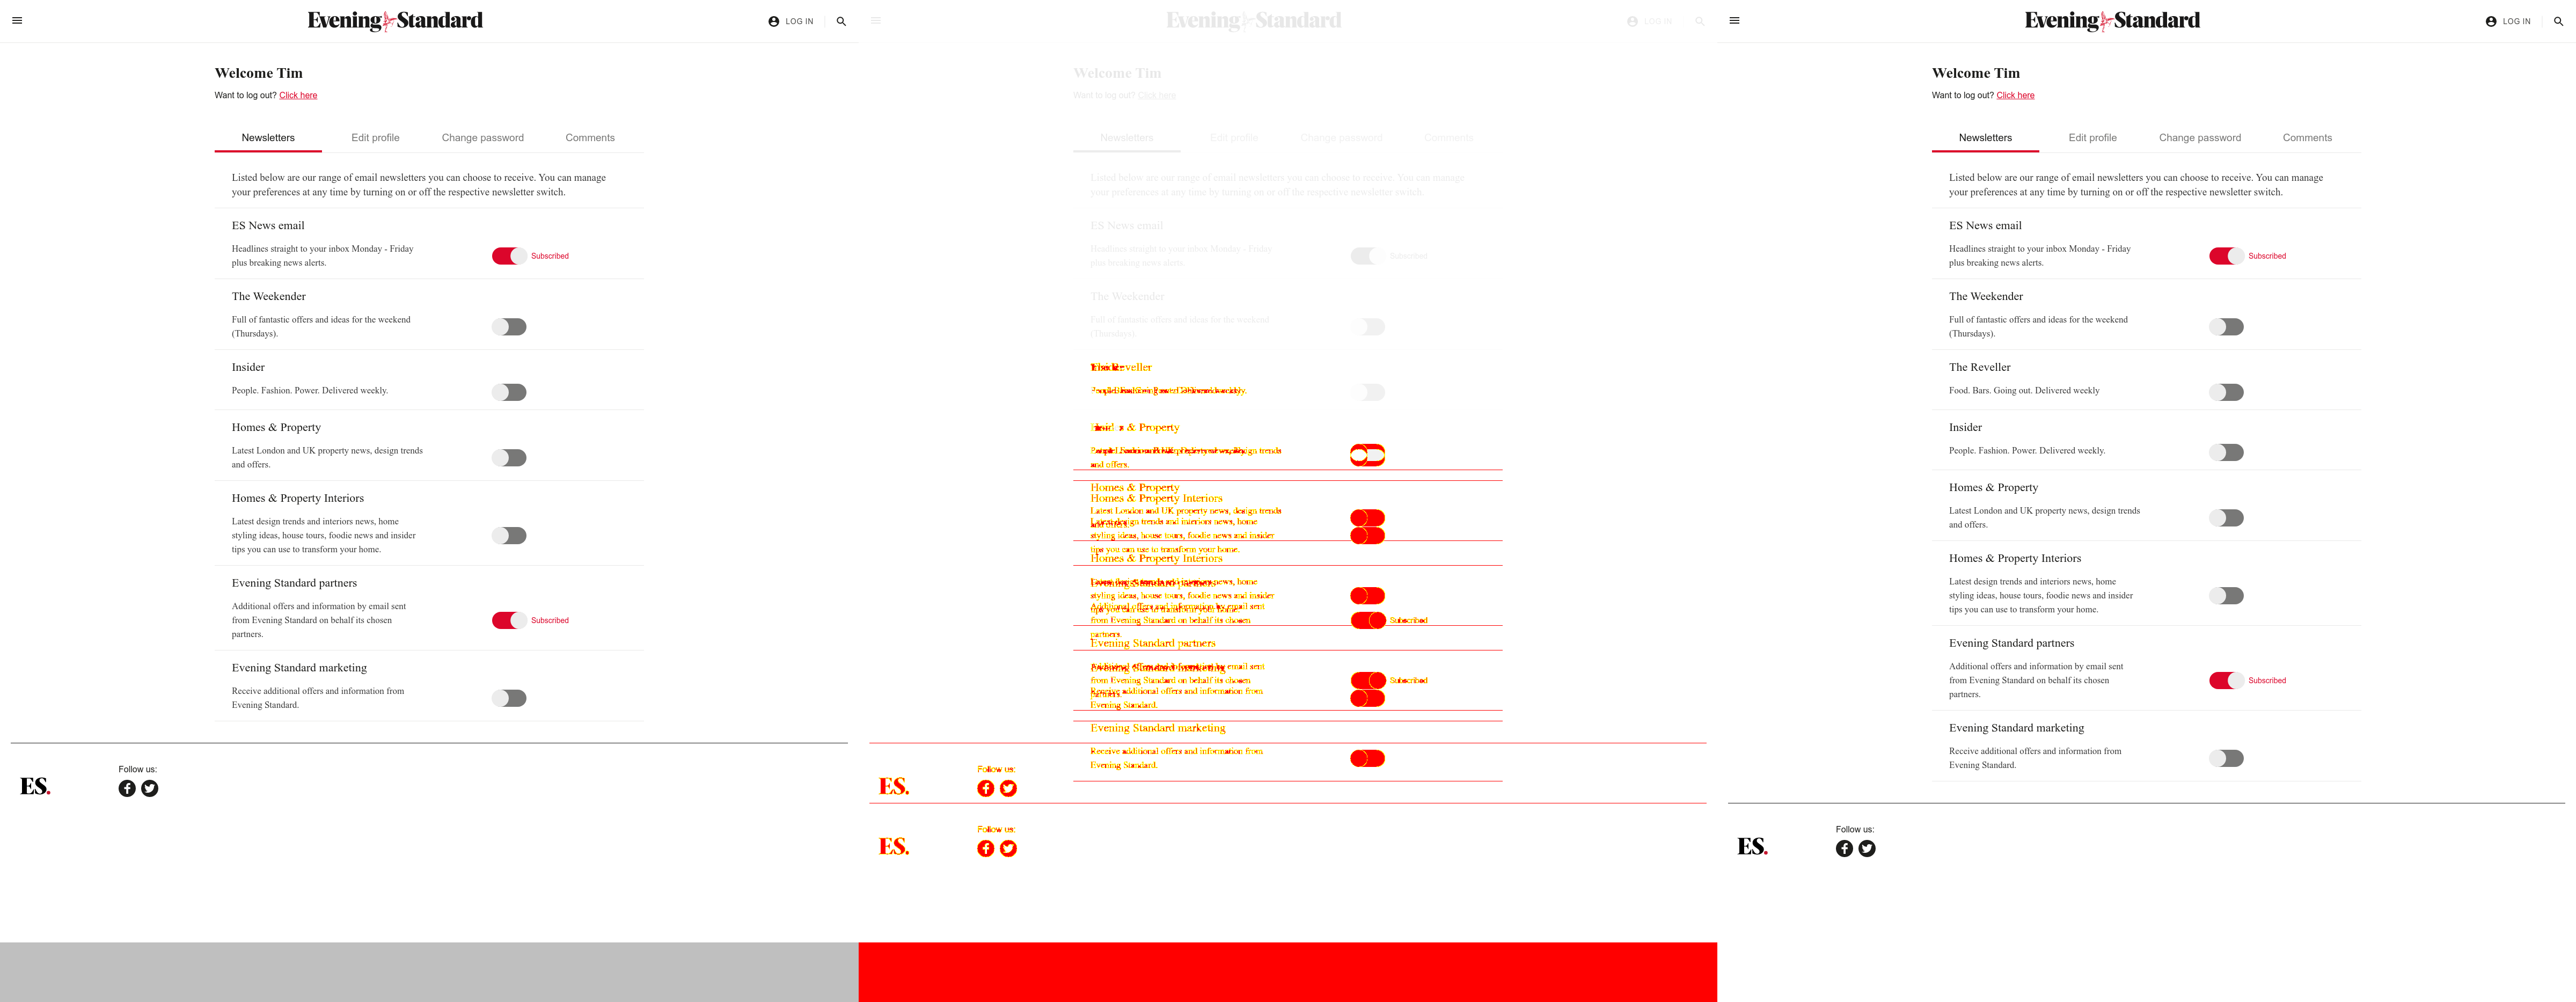 Evening Standard
LOG IN
Welcome Tim
Want to log out? Click here
Newsletters Edit profile Change password Comments
Listed below are our range of email newsletters you can choose to receive. You can manage
your preferences at any time by turning on or off the respective newsletter switch.
ES News email
Headlines straight to your inbox Monday - Friday
plus breaking news alerts.
Subscribed
The Weekender
Full of fantastic offers and ideas for the weekend
(Thursdays).
Insider
People. Fashion. Power. Delivered weekly.
Homes & Property
Latest London and UK property news, design trends
and offers.
Homes & Property Interiors
Latest design trends and interiors news, home
styling ideas, house tours, foodie news and insider
tips you can use to transform your home.
Evening Standard partners
Additional offers and information by email sent
from Evening Standard on behalf its chosen
partners.
Subscribed
Evening Standard marketing
Receive additional offers and information from
Evening Standard.
ES.
Follow us:
Evening Standard
LOG IN
Welcome Tim
Want to log out? Click here
Newsletters Edit profile Change password Comments
Listed below are our range of email newsletters you can choose to receive. You can manage
your preferences at any time by turning on or off the respective newsletter switch.
ES News email
Headlines straight to your inbox Monday - Friday
plus breaking news alerts.
Subscribed
The Weekender
Full of fantastic offers and ideas for the weekend
(Thursdays).
& Property
and offers.
Homes & Property
Homes & Property Interiors
Latest London and UK property news, design trends
Latest design trends and interiors news, home
styling ideas, house tours, foodie news and insider
tips you can use to transform your home.
Homes & Property Interiors
styling ideas, house tours, foodie news and insider
Additional offers and information by email sent
from Evening Standard on behalf its chosen
Subscribed
partners.
Evening Standard partners
from Evening Standard on behalf its chosen
Subscribed
Receive additional offers and information from
Evening Standard.
Evening Standard marketing
Receive additional offers and information from
Evening Standard.
Follow us:
ES.
Follow us:
ES.
Evening Standard
LOG IN
Welcome Tim
Want to log out? Click here
Newsletters Edit profile Change password Comments
Listed below are our range of email newsletters you can choose to receive. You can manage
your preferences at any time by turning on or off the respective newsletter switch.
ES News email
Headlines straight to your inbox Monday - Friday
plus breaking news alerts.
Subscribed
The Weekender
Full of fantastic offers and ideas for the weekend
(Thursdays).
The Reveller
Food. Bars. Going out. Delivered weekly
Insider
People. Fashion. Power. Delivered weekly.
Homes & Property
Latest London and UK property news, design trends
and offers.
Homes & Property Interiors
Latest design trends and interiors news, home
styling ideas, house tours, foodie news and insider
tips you can use to transform your home.
Evening Standard partners
Additional offers and information by email sent
from Evening Standard on behalf its chosen
partners.
Subscribed
Evening Standard marketing
Receive additional offers and information from
Evening Standard.
ES.
Follow us: